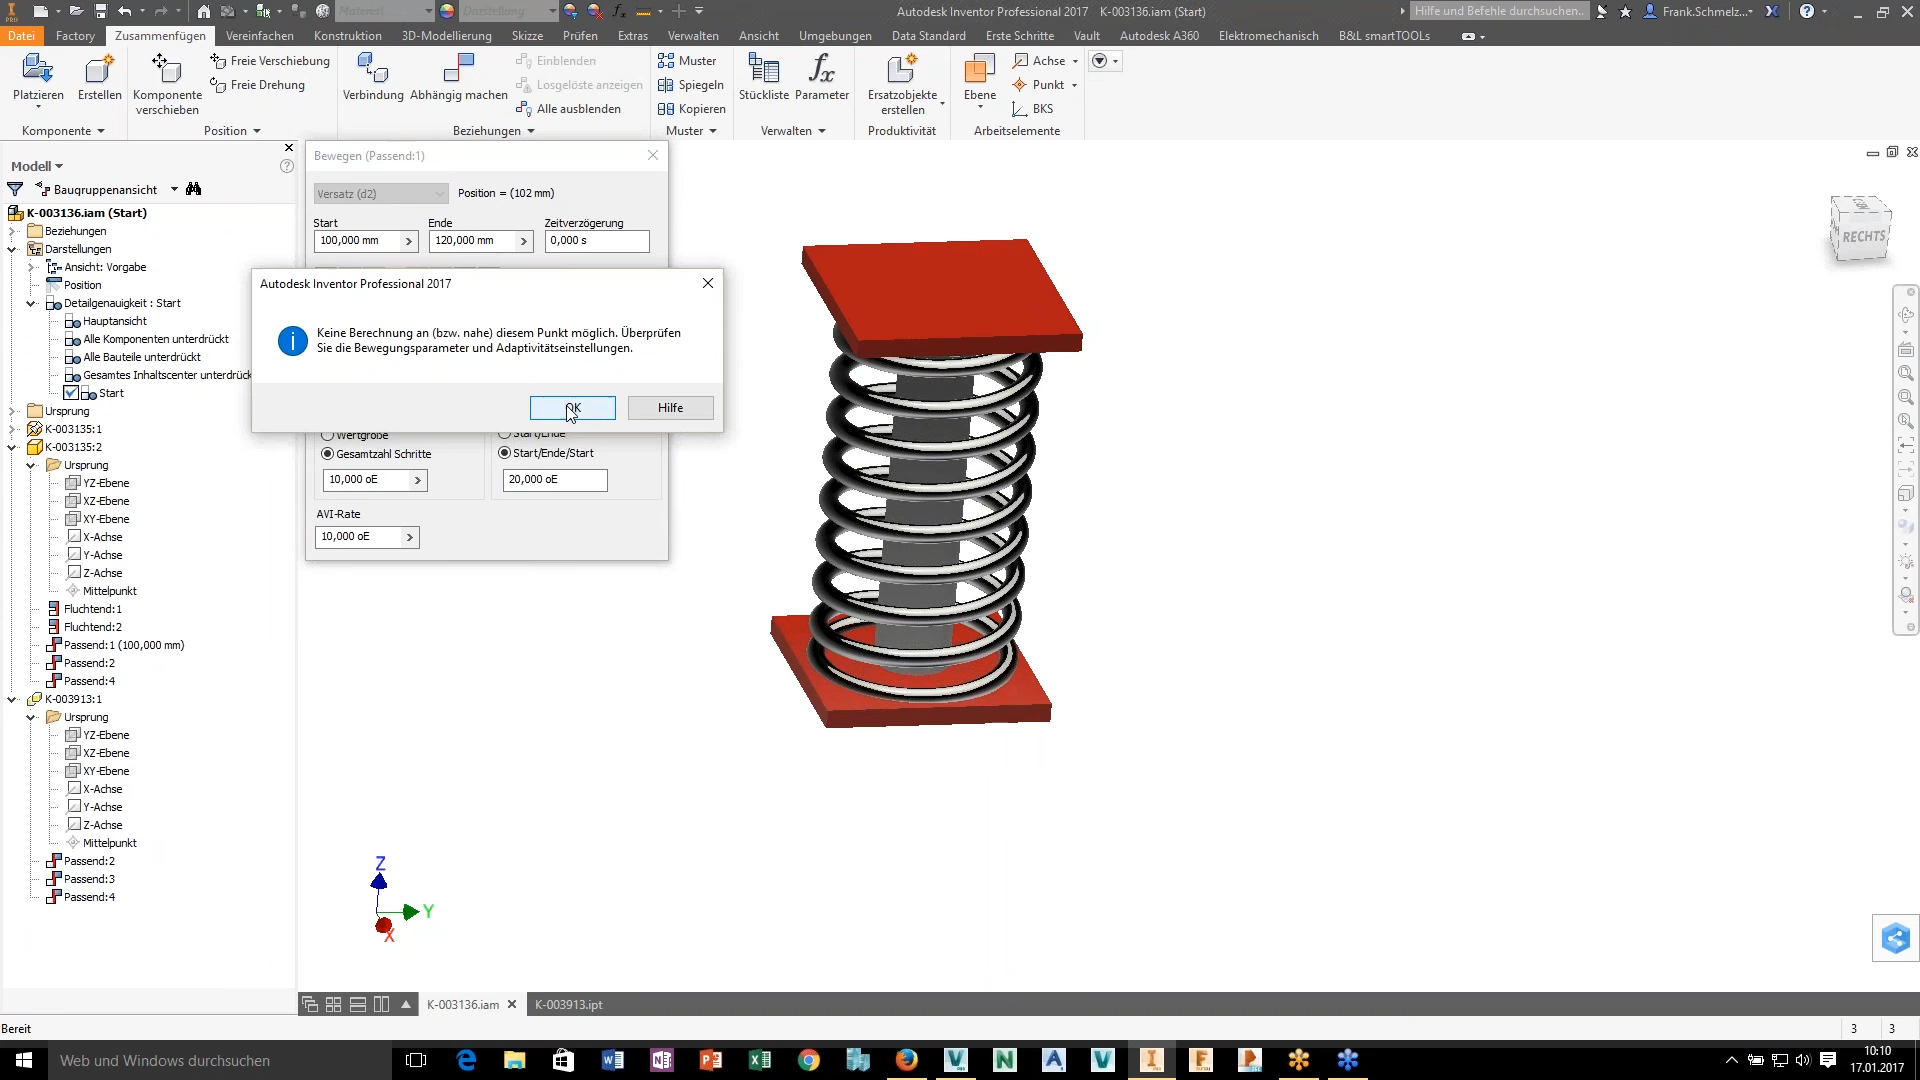 Material
Darstellung
Autodesk Inventor Professional 2017 K-003136.iam (Start)
Hilfe und Befehle durchsuchen...
Frank.Schmelz...
Datei Factory Zusammenfügen Vereinfachen Konstruktion 3D-Modellierung Skizze Prüfen Extras Verwalten Ansicht Umgebungen Data Standard Erste Schritte Vault Autodesk A360 Elektromechanisch B&L smartTOOLs
Platzieren
Erstellen
Komponente verschieben
Freie Verschiebung
Freie Drehung
Verbindung
Abhängig machen
Einblenden
Losgelöste anzeigen
Alle ausblenden
Muster
Spiegeln
Kopieren
Stückliste
Parameter
Ersatzobjekte erstellen
Ebene
Achse
Punkt
BKS
Komponente Position Beziehungen Muster Verwalten Produktivität Arbeitselemente
Modell
Baugruppenansicht
K-003136.iam (Start)
Beziehungen
Darstellungen
Ansicht: Vorgabe
Position
Detailgenauigkeit : Start
Hauptansicht
Alle Komponenten unterdrückt
Alle Bauteile unterdrückt
Gesamtes Inhaltscenter unterdrück
Start
Ursprung
K-003135:1
K-003135:2
Ursprung
YZ-Ebene
XZ-Ebene
XY-Ebene
X-Achse
Y-Achse
Z-Achse
Mittelpunkt
Fluchtend:1
Fluchtend:2
Passend:1 (100,000 mm)
Passend:2
Passend:4
K-003913:1
Ursprung
YZ-Ebene
XZ-Ebene
XY-Ebene
X-Achse
Y-Achse
Z-Achse
Mittelpunkt
Passend:2
Passend:3
Passend:4
Bewegen (Passend:1)
Versatz (d2)
Position = (102 mm)
Start Ende Zeitverzögerung
100,000 mm 120,000 mm 0,000 s
Autodesk Inventor Professional 2017
Keine Berechnung an (bzw. nahe) diesem Punkt möglich. Überprüfen
Sie die Bewegungsparameter und Adaptivitätseinstellungen.
OK
Hilfe
Wertgröße Start/Ende
Gesamtzahl Schritte Start/Ende/Start
10,000 oE 20,000 oE
AVI-Rate
10,000 oE
RECHTS
Z
Y
X
K-003136.iam
K-003913.ipt
Bereit
3 3
Web und Windows durchsuchen
10:10
17.01.2017